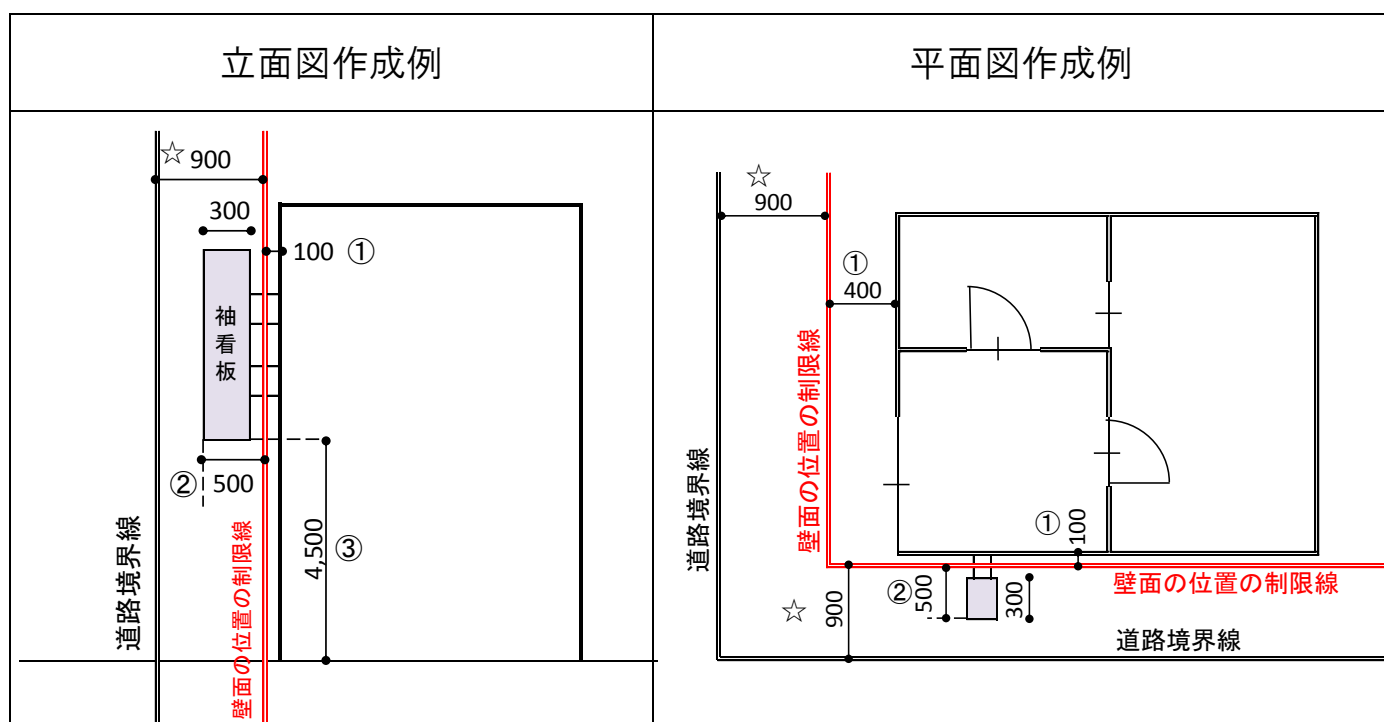 立面図作成例
平面図作成例
☆ 900
300
100 ①
袖看板
② 500
4,500 ③
道路境界線
壁面の位置の制限線
☆
900
①
400
壁面の位置の制限線
道路境界線
① 100
② 500
300
壁面の位置の制限線
☆ 900
道路境界線